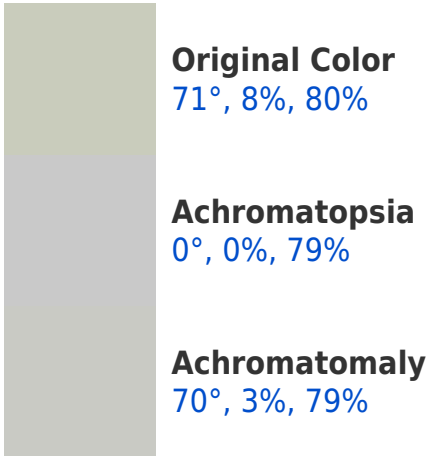 Original Color
71°, 8%, 80%
Achromatopsia
0°, 0%, 79%
Achromatomaly
70°, 3%, 79%